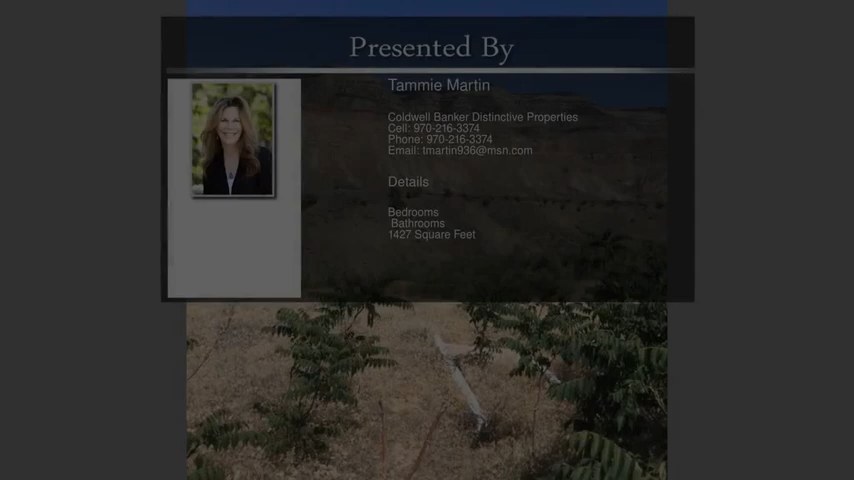 Presented By
Tammie Martin
Coldwell Banker Distinctive Properties
Cell: 970-216-3374
Phone: 970-216-3374
Email: tmartin936@msn.com
Details
Bedrooms
Bathrooms
1427 Square Feet